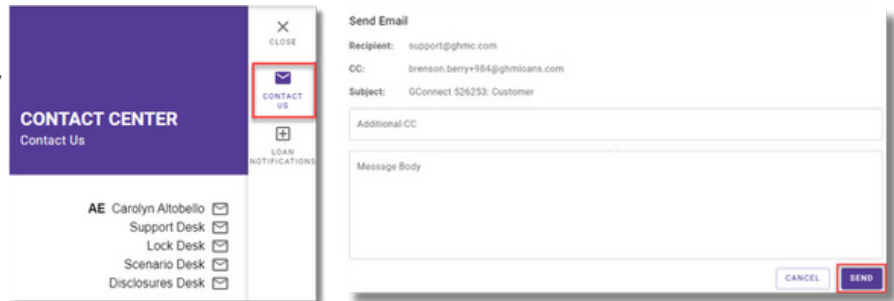 CLOSE
CONTACT
US
LOAN
NOTIFICATIONS
CONTACT CENTER
Contact Us
AE Carolyn Altobello
Support Desk
Lock Desk
Scenario Desk
Disclosures Desk
Send Email
Recipient: support@ghmc.com
CC: brenson.berry+984@ghmloans.com
Subject: GConnect 526253: Customer
Additional CC
Message Body
CANCEL SEND